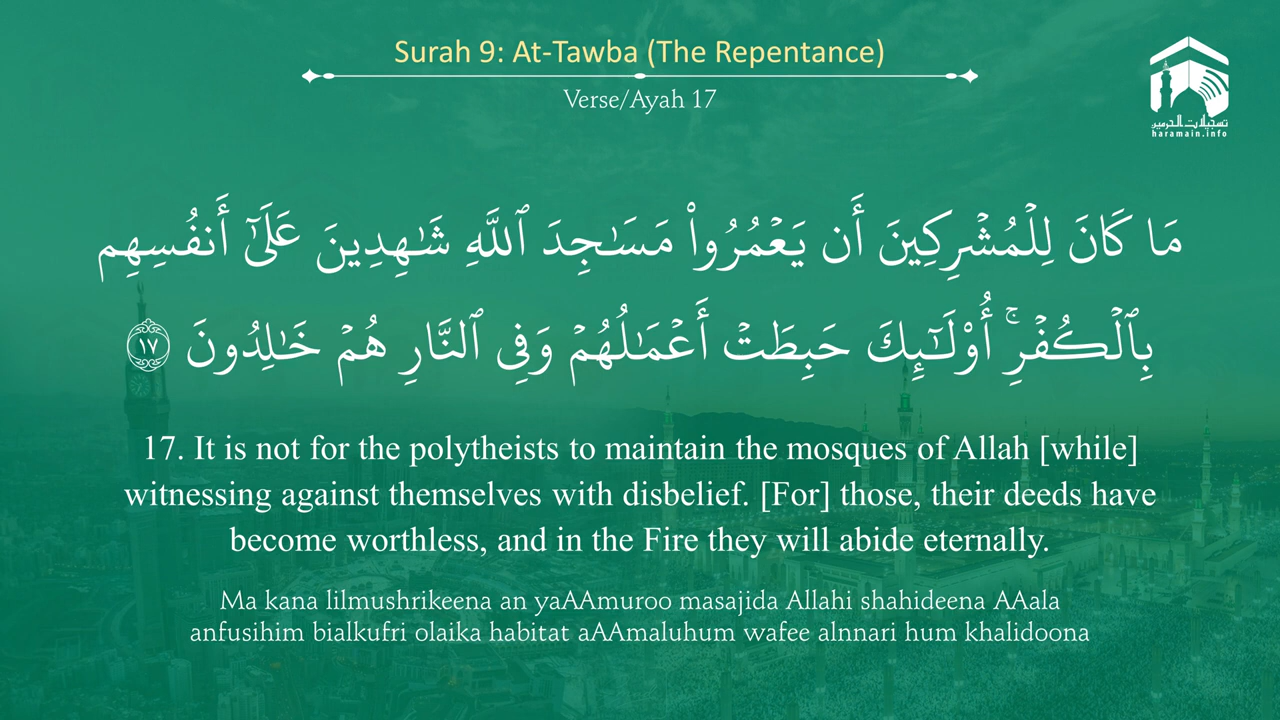 Surah 9: At-Tawba (The Repentance)
Verse/Ayah 17
تسجيلات الحرمين
haramain.info
مَا كَانَ لِلْمُشْرِكِينَ أَن يَعْمُرُوا۟ مَسَـٰجِدَ ٱللَّهِ شَـٰهِدِينَ عَلَىٰٓ أَنفُسِهِم
بِٱلْكُفْرِ ۚ أُو۟لَـٰٓئِكَ حَبِطَتْ أَعْمَـٰلُهُمْ وَفِى ٱلنَّارِ هُمْ خَـٰلِدُونَ ١٧
17. It is not for the polytheists to maintain the mosques of Allah [while]
witnessing against themselves with disbelief. [For] those, their deeds have
become worthless, and in the Fire they will abide eternally.
Ma kana lilmushrikeena an yaAAmuroo masajida Allahi shahideena AAala
anfusihim bialkufri olaika habitat aAAmaluhum wafee alnnari hum khalidoona